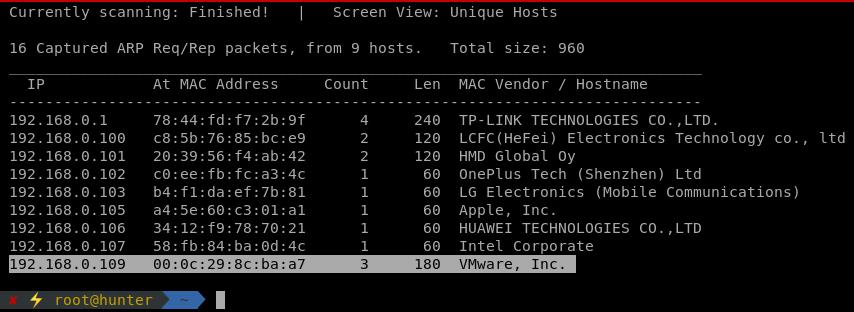 Currently scanning: Finished!   |   Screen View: Unique Hosts
16 Captured ARP Req/Rep packets, from 9 hosts.   Total size: 960
_____________________________________________________________________________
  IP            At MAC Address     Count     Len  MAC Vendor / Hostname
-----------------------------------------------------------------------------
192.168.0.1     78:44:fd:f7:2b:9f      4     240  TP-LINK TECHNOLOGIES CO.,LTD.
192.168.0.100   c8:5b:76:85:bc:e9      2     120  LCFC(HeFei) Electronics Technology co., ltd
192.168.0.101   20:39:56:f4:ab:42      2     120  HMD Global Oy
192.168.0.102   c0:ee:fb:fc:a3:4c      1      60  OnePlus Tech (Shenzhen) Ltd
192.168.0.103   b4:f1:da:ef:7b:81      1      60  LG Electronics (Mobile Communications)
192.168.0.105   a4:5e:60:c3:01:a1      1      60  Apple, Inc.
192.168.0.106   34:12:f9:78:70:21      1      60  HUAWEI TECHNOLOGIES CO.,LTD
192.168.0.107   58:fb:84:ba:0d:4c      1      60  Intel Corporate
192.168.0.109   00:0c:29:8c:ba:a7      3     180  VMware, Inc.
✘ ⚡ root@hunter  ~